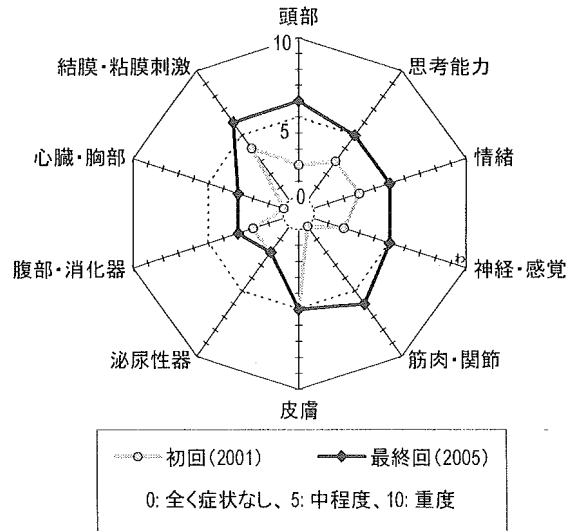 頭部
10
思考能力
結膜・粘膜刺激
5
心臓・胸部
情緒
0
腹部・消化器
神経・感覚
泌尿性器
筋肉・関節
皮膚
初回(2001) 最終回(2005)
0: 全く症状なし、5: 中程度、10: 重度